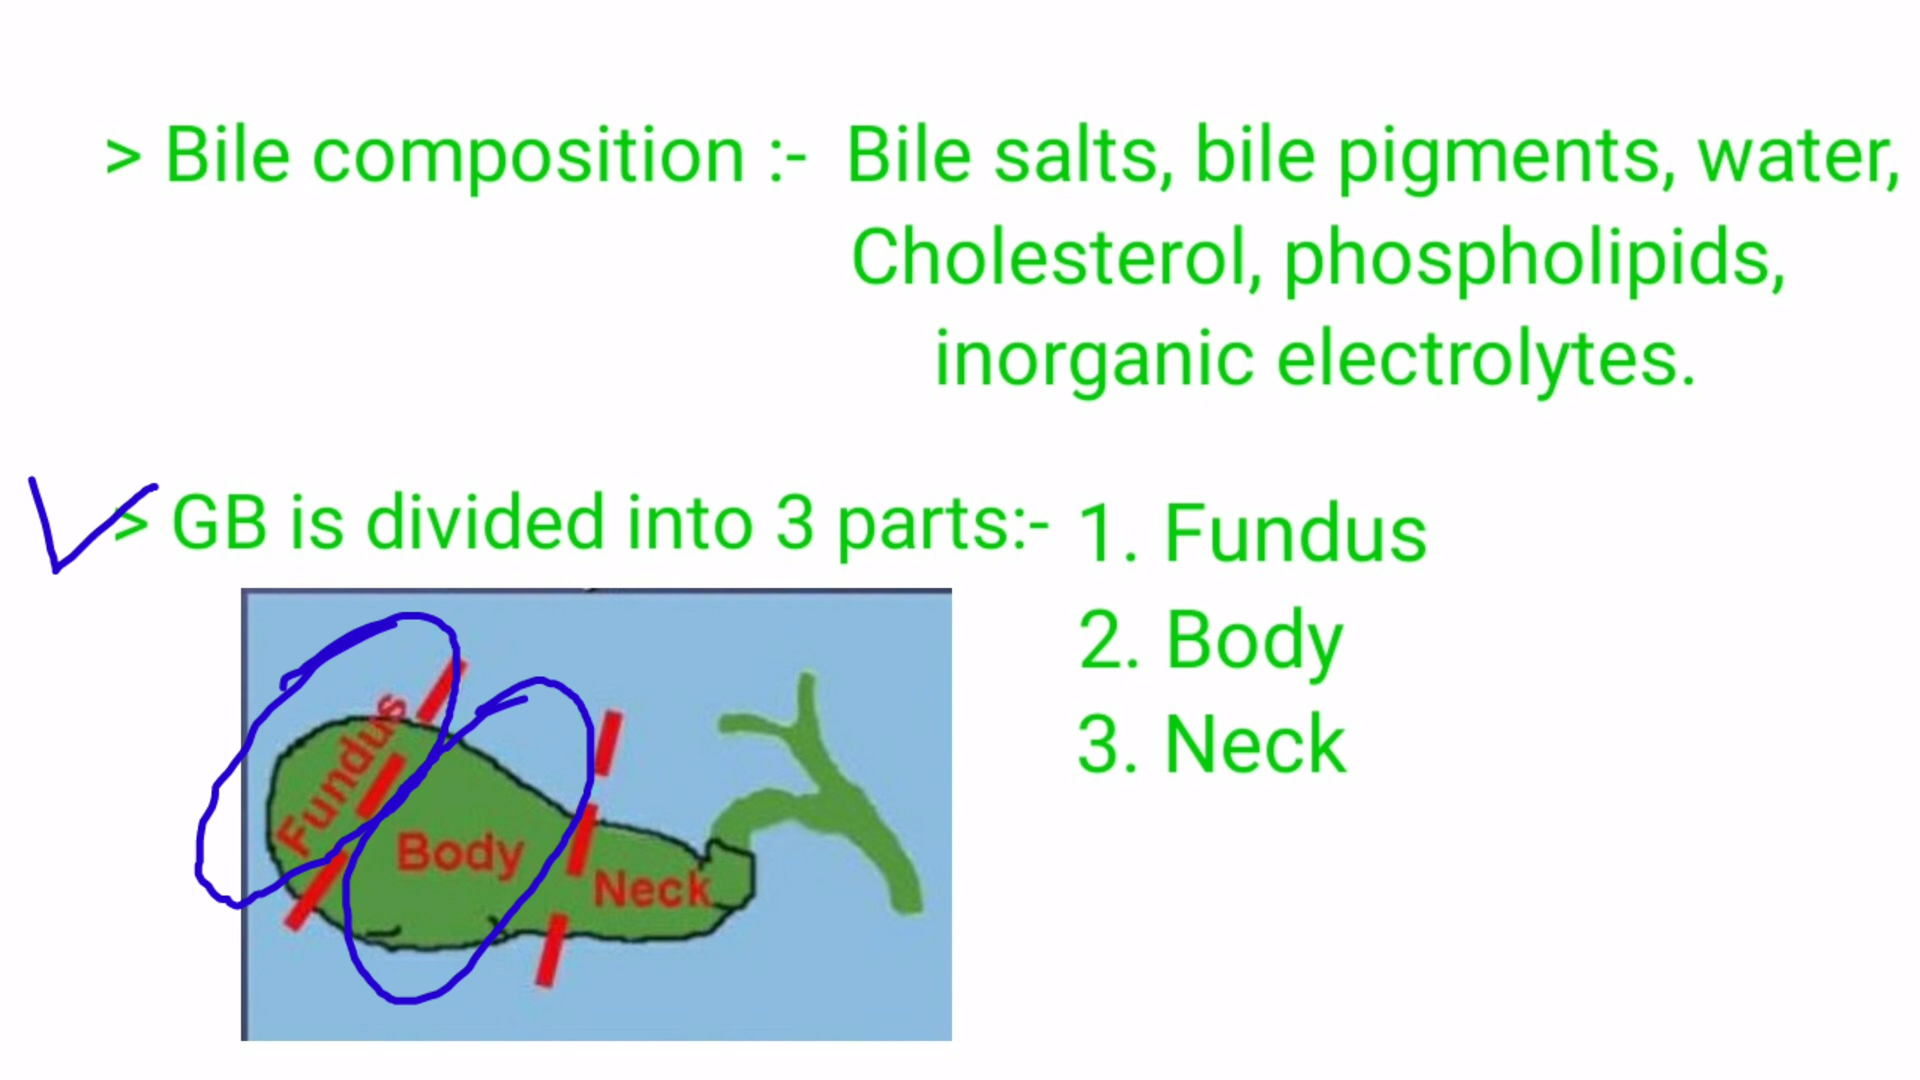 > Bile composition :- Bile salts, bile pigments, water,
Cholesterol, phospholipids,
inorganic electrolytes.
> GB is divided into 3 parts:-
1. Fundus
2. Body
3. Neck
Fundus
Body
Neck